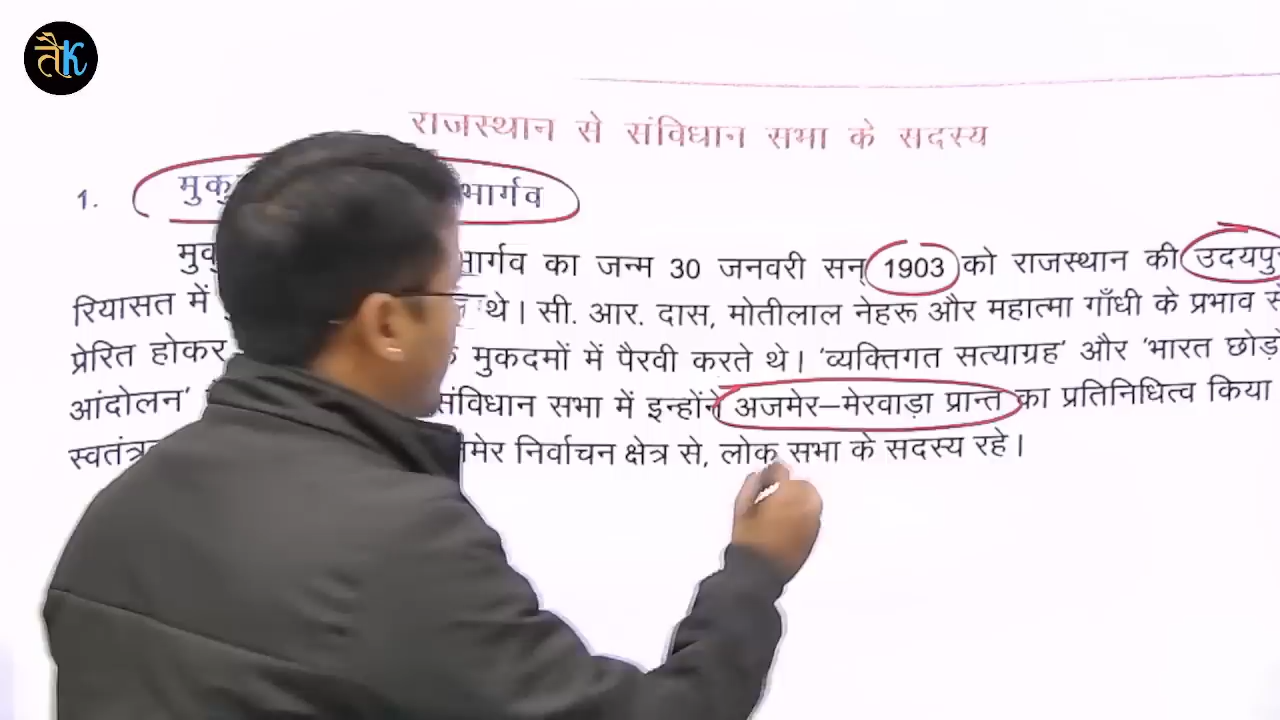 तैK
राजस्थान से संविधान सभा के सदस्य
1. भार्गव
भार्गव का जन्म 30 जनवरी सन् 1903 को राजस्थान की
रियासत में थे। सी. आर. दास, मोतीलाल नेहरू और महात्मा गाँधी के प्रभाव से
प्रेरित होकर मुकदमों में पैरवी करते थे। 'व्यक्तिगत सत्याग्रह' और 'भारत छोड़
आंदोलन' संविधान सभा में इन्होंने अजमेर–मेरवाड़ा प्रान्त का प्रतिनिधित्व किया
निर्वाचन क्षेत्र से, लोक सभा के सदस्य रहे।